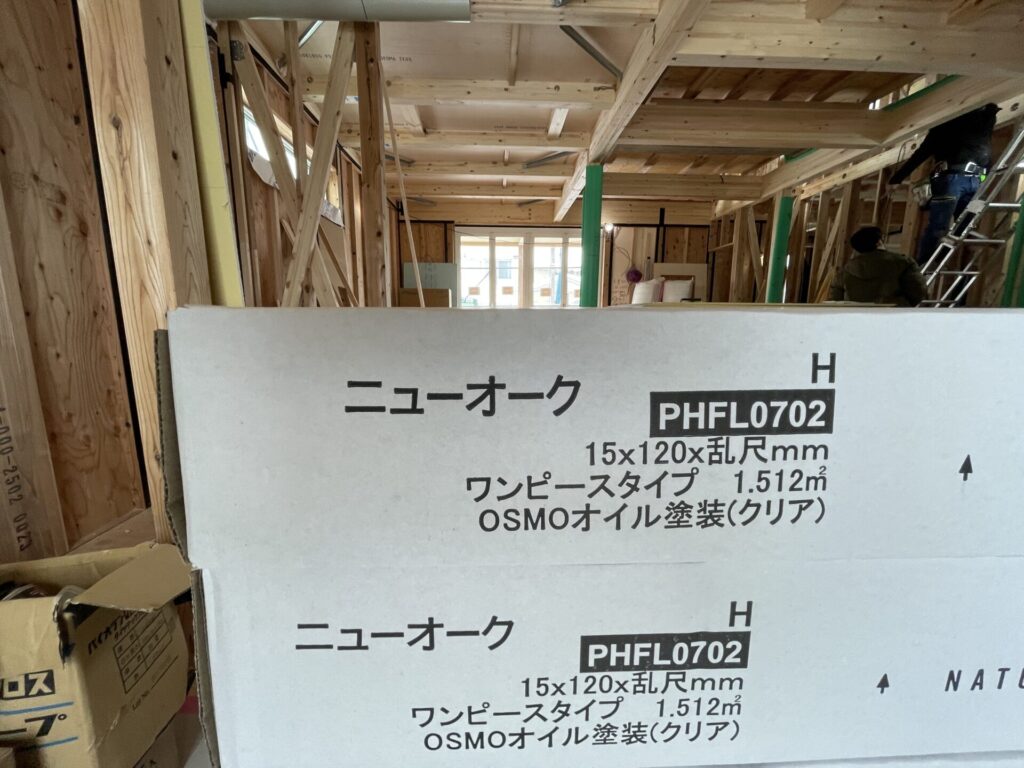 ニューオーク
H
PHFL0702
15x120x乱尺mm
ワンピースタイプ 1.512㎡
OSMOオイル塗装(クリア)
ニューオーク
H
PHFL0702
15x120x乱尺mm
ワンピースタイプ 1.512㎡
OSMOオイル塗装(クリア)
NATU
ロス
ープ